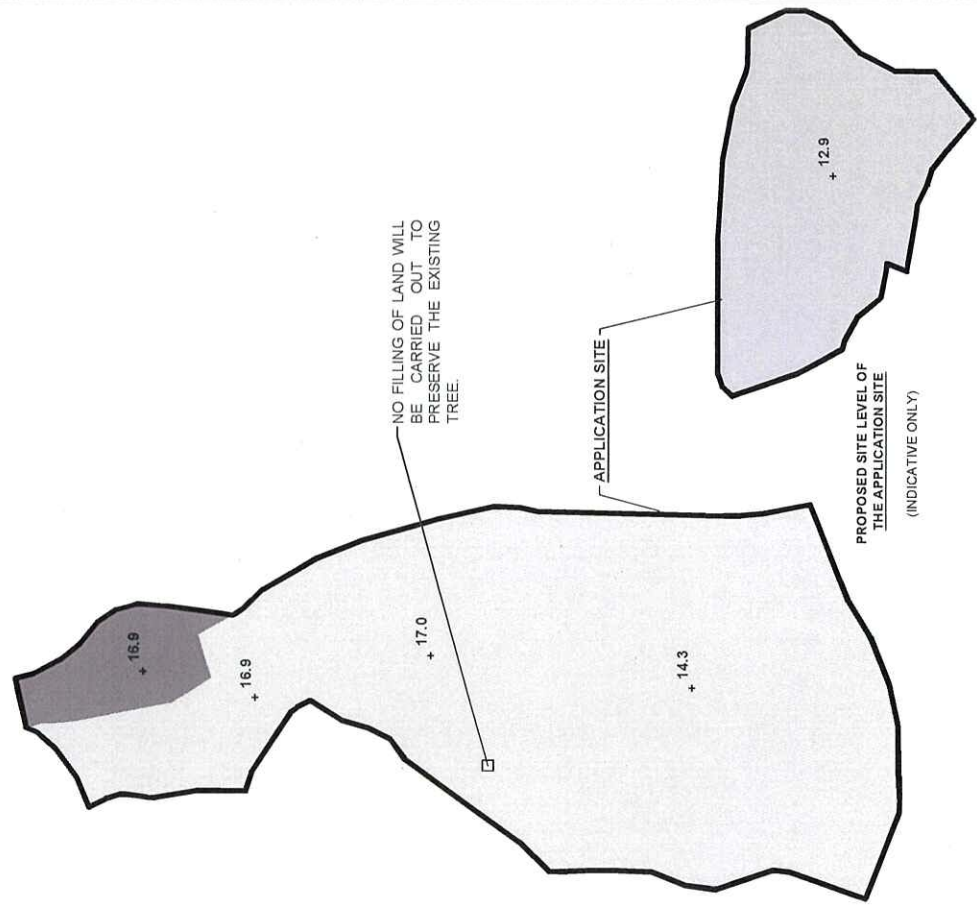 NO FILLING OF LAND WILL
BE CARRIED OUT TO
PRESERVE THE EXISTING
TREE.
+ 12.9
APPLICATION SITE
+ 16.9
+ 16.9
+ 17.0
+ 14.3
PROPOSED SITE LEVEL OF
THE APPLICATION SITE
(INDICATIVE ONLY)